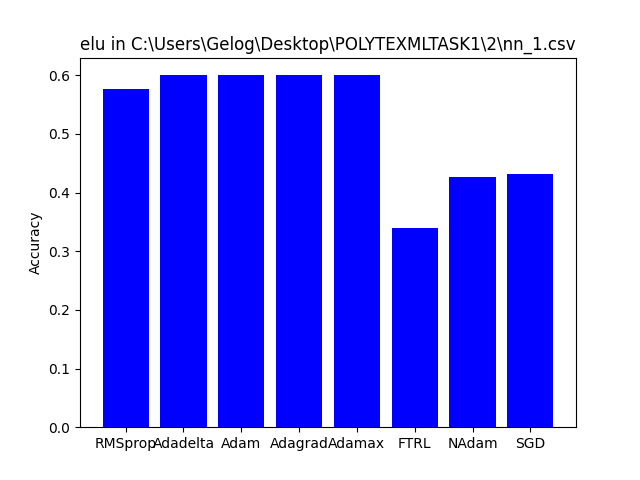 elu in C:\Users\Gelog\Desktop\POLYTEXMLTASK1\2\nn_1.csv
Accuracy
0.6
0.5
0.4
0.3
0.2
0.1
0.0
RMSprop Adadelta Adam Adagrad Adamax FTRL NAdam SGD